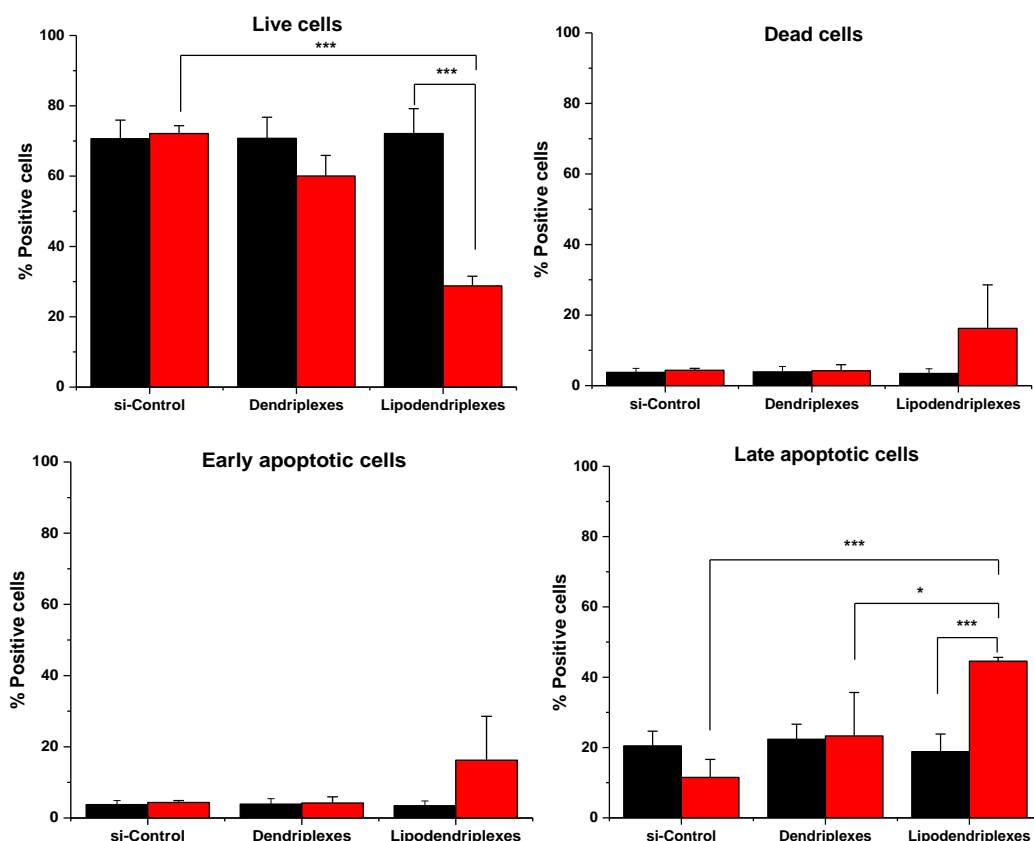 Live cells
100
80
60
40
20
0
% Positive cells
***
***
si-Control Dendriplexes Lipodendriplexes
Dead cells
100
80
60
40
20
0
% Positive cells
si-Control Dendriplexes Lipodendriplexes
Early apoptotic cells
100
80
60
40
20
0
% Positive cells
si-Control Dendriplexes Lipodendriplexes
Late apoptotic cells
100
80
60
40
20
0
% Positive cells
***
*
***
si-Control Dendriplexes Lipodendriplexes